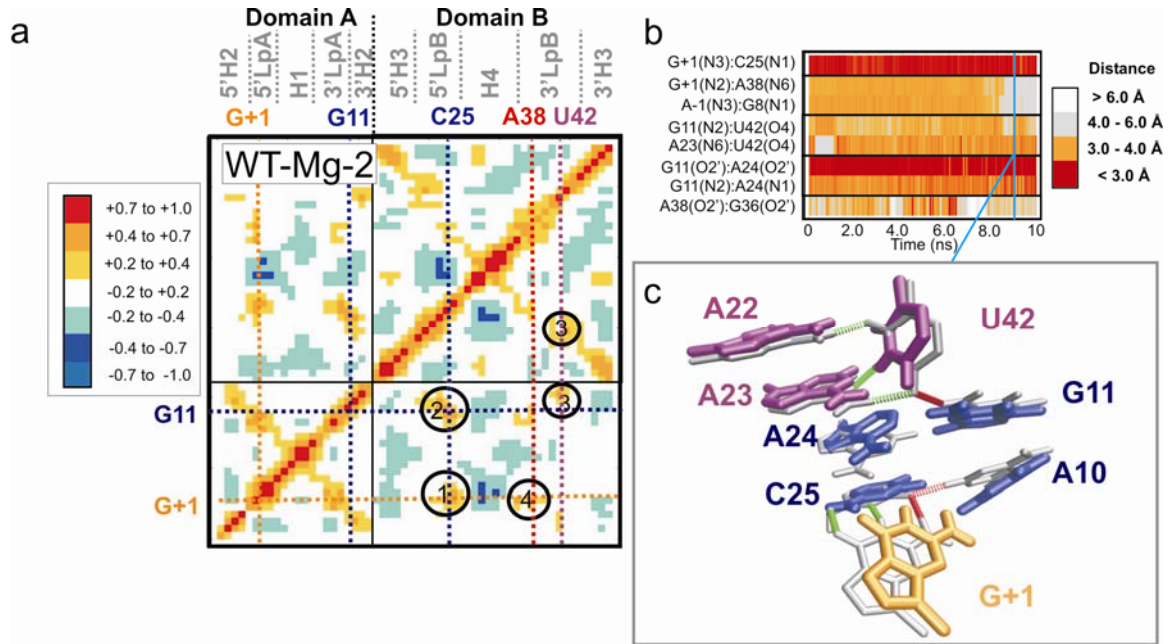 a
Domain A
Domain B
5'H2
5'LpA
H1
3'LpA
3'H2
5'H3
5'LpB
H4
3'LpB
3'H3
G+1
G11
C25
A38
U42
WT-Mg-2
+0.7 to +1.0
+0.4 to +0.7
+0.2 to +0.4
-0.2 to +0.2
-0.2 to -0.4
-0.4 to -0.7
-0.7 to -1.0
G11
G+1
3
3
2
1
4
b
G+1(N3):C25(N1)
G+1(N2):A38(N6)
A-1(N3):G8(N1)
G11(N2):U42(O4)
A23(N6):U42(O4)
G11(O2'):A24(O2')
G11(N2):A24(N1)
A38(O2'):G36(O2')
0 2.0 4.0 6.0 8.0 10.0
Time (ns)
Distance
> 6.0 Å
4.0 - 6.0 Å
3.0 - 4.0 Å
< 3.0 Å
c
A22
U42
A23
G11
A24
A10
C25
G+1